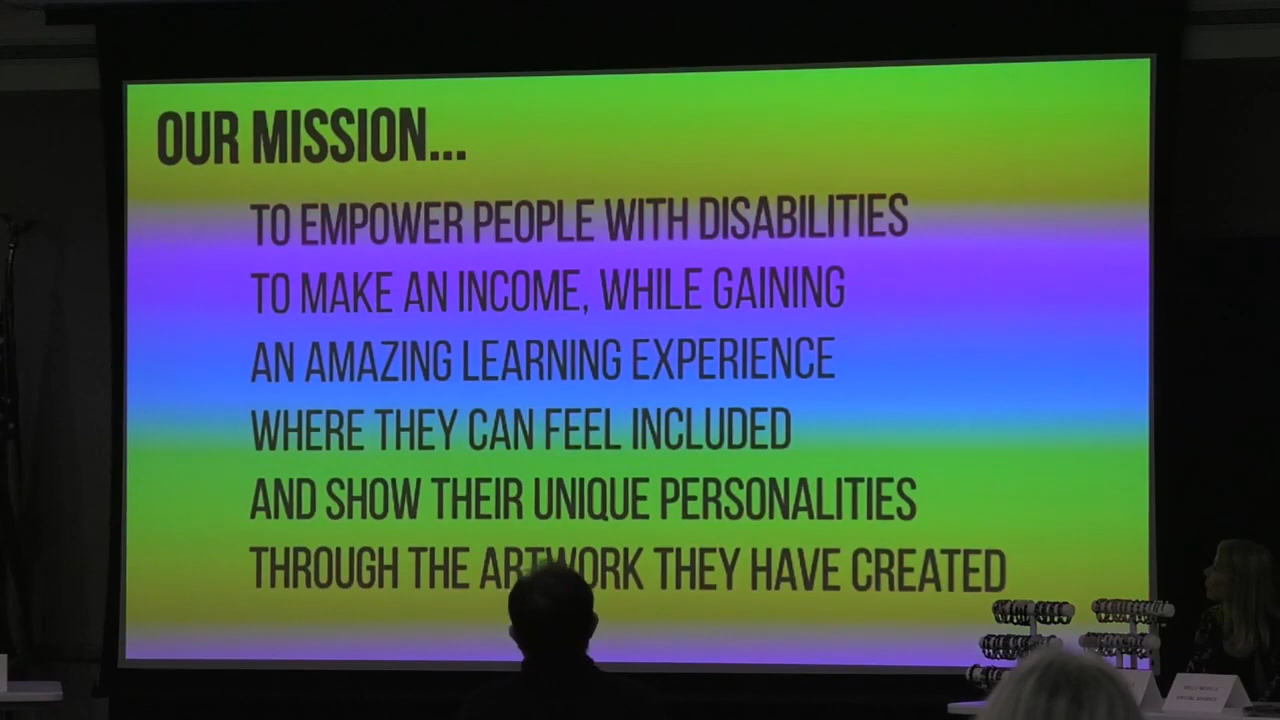 OUR MISSION...
TO EMPOWER PEOPLE WITH DISABILITIES
TO MAKE AN INCOME, WHILE GAINING
AN AMAZING LEARNING EXPERIENCE
WHERE THEY CAN FEEL INCLUDED
AND SHOW THEIR UNIQUE PERSONALITIES
THROUGH THE ARTWORK THEY HAVE CREATED